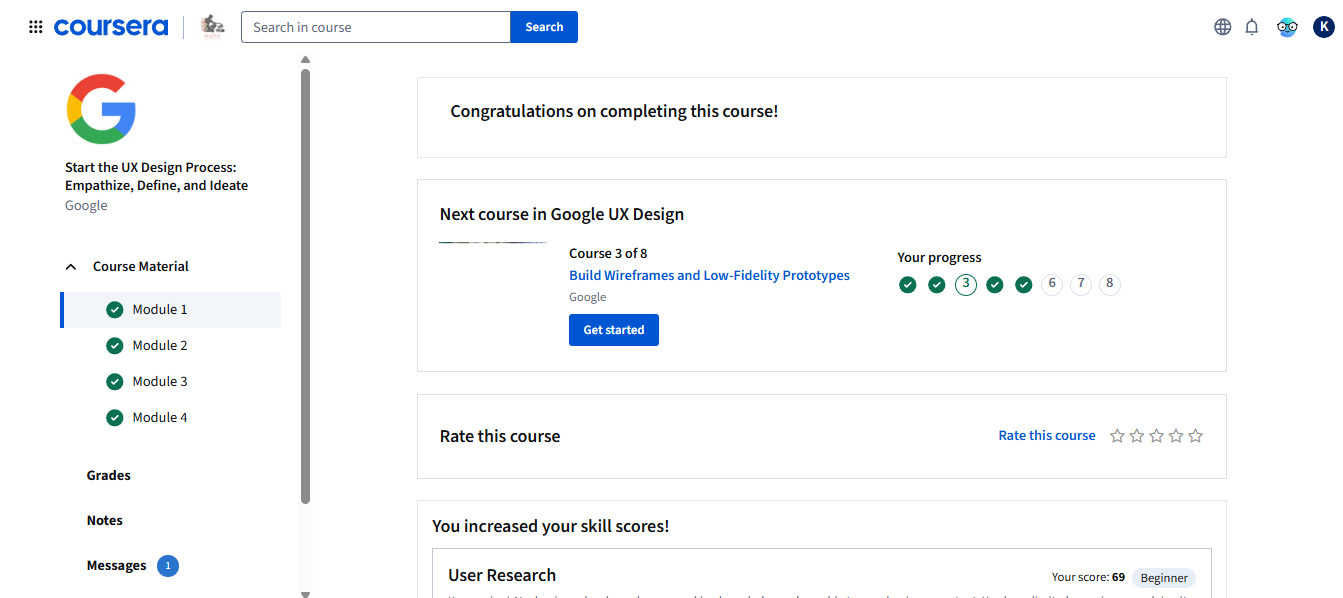 coursera
Search in course
Search
K
Start the UX Design Process:
Empathize, Define, and Ideate
Google
Course Material
Module 1
Module 2
Module 3
Module 4
Grades
Notes
Messages 1
Congratulations on completing this course!
Next course in Google UX Design
Course 3 of 8
Build Wireframes and Low-Fidelity Prototypes
Google
Get started
Your progress
3 6 7 8
Rate this course
Rate this course
You increased your skill scores!
User Research
Your score: 69 Beginner